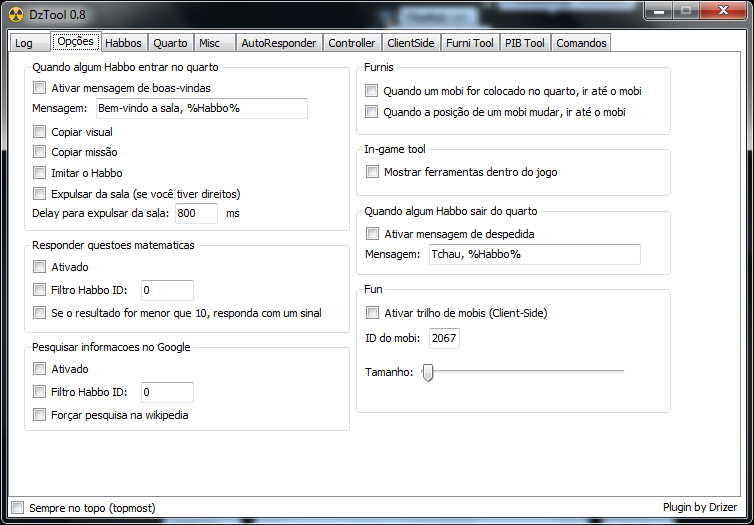 DzTool 0.8
Log Opções Habbos Quarto Misc AutoResponder Controller ClientSide Furni Tool PIB Tool Comandos
Quando algum Habbo entrar no quarto
Ativar mensagem de boas-vindas
Mensagem: Bem-vindo a sala, %Habbo%
Copiar visual
Copiar missão
Imitar o Habbo
Expulsar da sala (se você tiver direitos)
Delay para expulsar da sala: 800 ms
Responder questoes matematicas
Ativado
Filtro Habbo ID: 0
Se o resultado for menor que 10, responda com um sinal
Pesquisar informacoes no Google
Ativado
Filtro Habbo ID: 0
Forçar pesquisa na wikipedia
Furnis
Quando um mobi for colocado no quarto, ir até o mobi
Quando a posição de um mobi mudar, ir até o mobi
In-game tool
Mostrar ferramentas dentro do jogo
Quando algum Habbo sair do quarto
Ativar mensagem de despedida
Mensagem: Tchau, %Habbo%
Fun
Ativar trilho de mobis (Client-Side)
ID do mobi: 2067
Tamanho:
Sempre no topo (topmost)
Plugin by Drizer